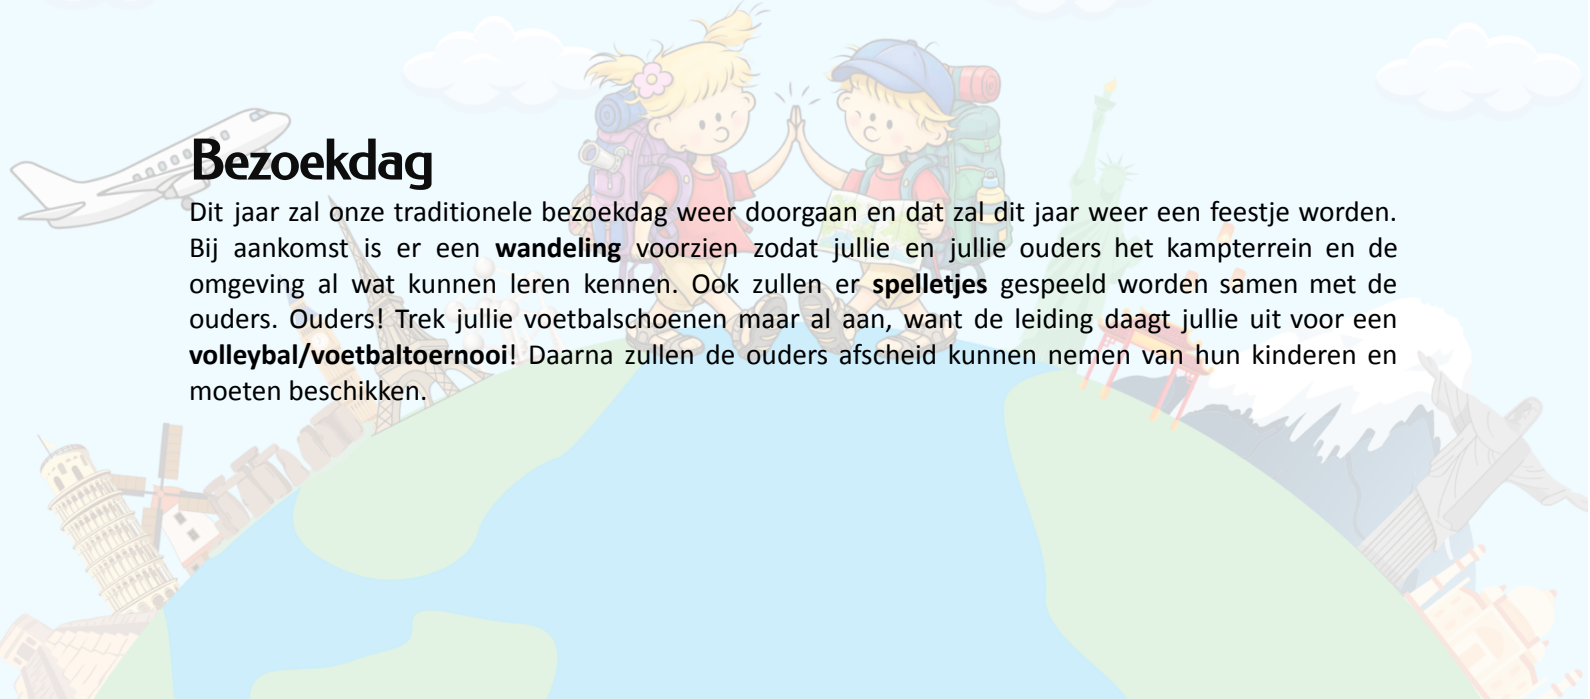 Bezoekdag
Dit jaar zal onze traditionele bezoekdag weer doorgaan en dat zal dit jaar weer een feestje worden.
Bij aankomst is er een wandeling voorzien zodat jullie en jullie ouders het kampterrein en de
omgeving al wat kunnen leren kennen. Ook zullen er spelletjes gespeeld worden samen met de
ouders. Ouders! Trek jullie voetbalschoenen maar al aan, want de leiding daagt jullie uit voor een
volleybal/voetbaltoernooi! Daarna zullen de ouders afscheid kunnen nemen van hun kinderen en
moeten beschikken.